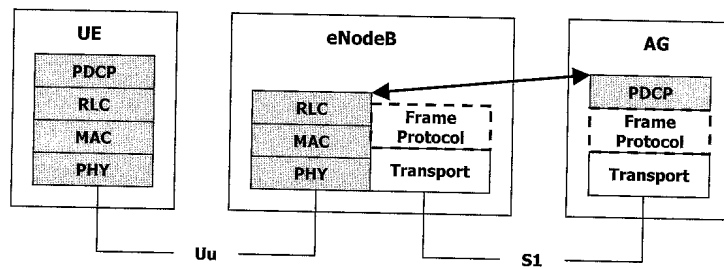 UE
PDCP
RLC
MAC
PHY
eNodeB
RLC
MAC
PHY
Frame
Protocol
Transport
AG
PDCP
Frame
Protocol
Transport
Uu
S1